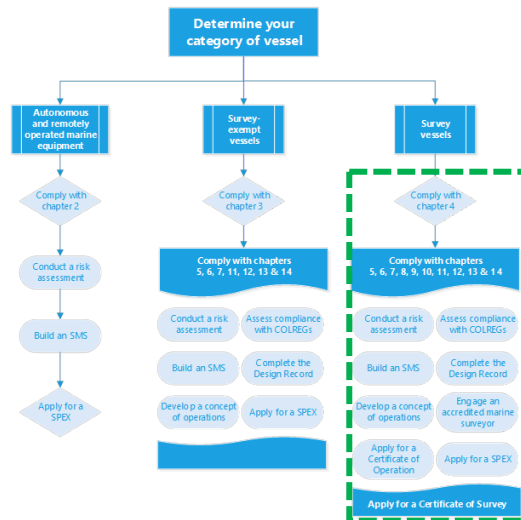 Determine your
category of vessel
Autonomous
and remotely
operated marine
equipment
Survey-
exempt
vessels
Survey
vessels
Comply with
chapter 2
Comply with
chapter 3
Comply with
chapter 4
Conduct a risk
assessment
Build an SMS
Apply for a
SPEX
Comply with chapters
5, 6, 7, 11, 12, 13 & 14
Conduct a risk
assessment
Assess compliance
with COLREGs
Build an SMS
Complete the
Design Record
Develop a concept
of operations
Apply for a SPEX
Comply with chapters
5, 6, 7, 8, 9, 10, 11, 12, 13 & 14
Conduct a risk
assessment
Assess compliance
with COLREGs
Build an SMS
Complete the
Design Record
Develop a concept
of operations
Engage an
accredited marine
surveyor
Apply for a
Certificate of
Operation
Apply for a SPEX
Apply for a Certificate of Survey